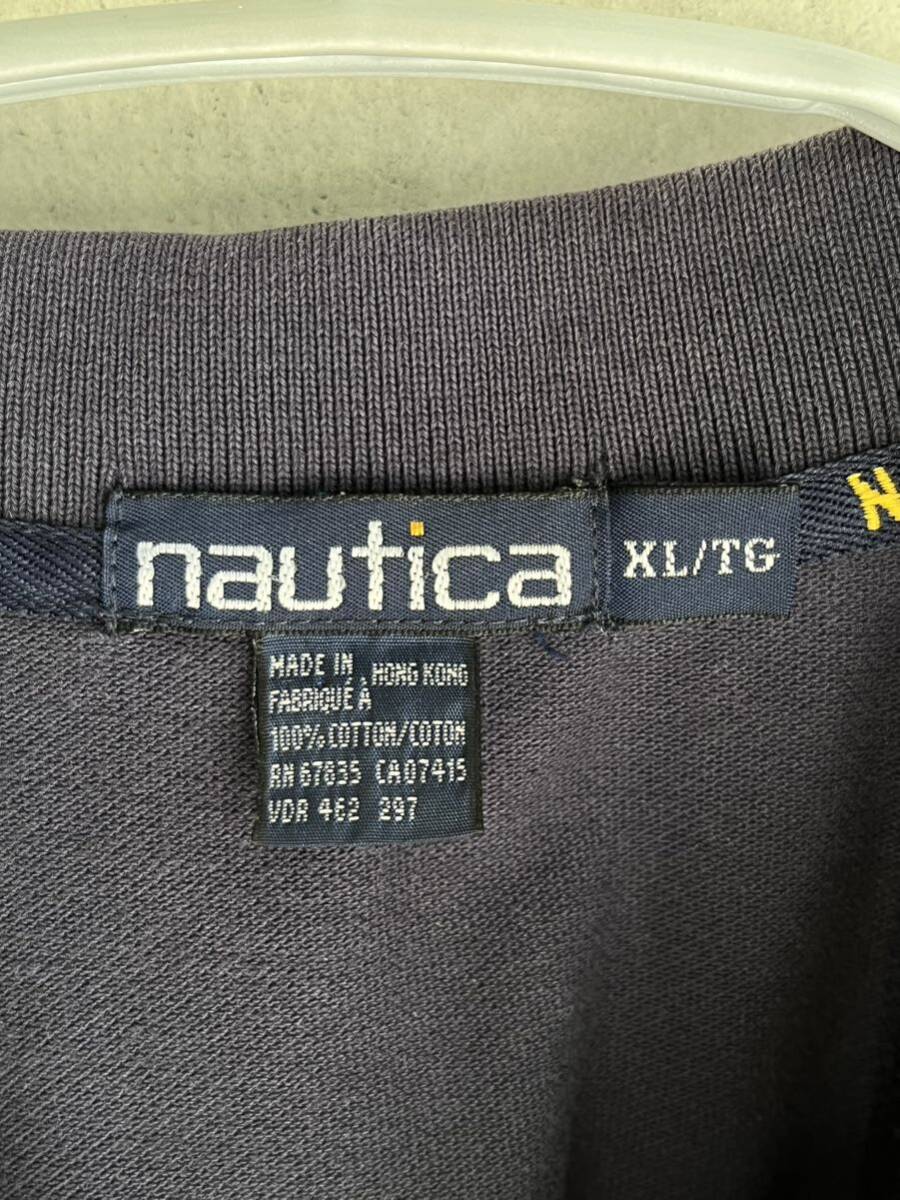 nautica
XL/TG
MADE IN
FABRIQUÉ À
HONG KONG
100% COTTON/COTON
RN 67835 CA07415
VDR 462 297